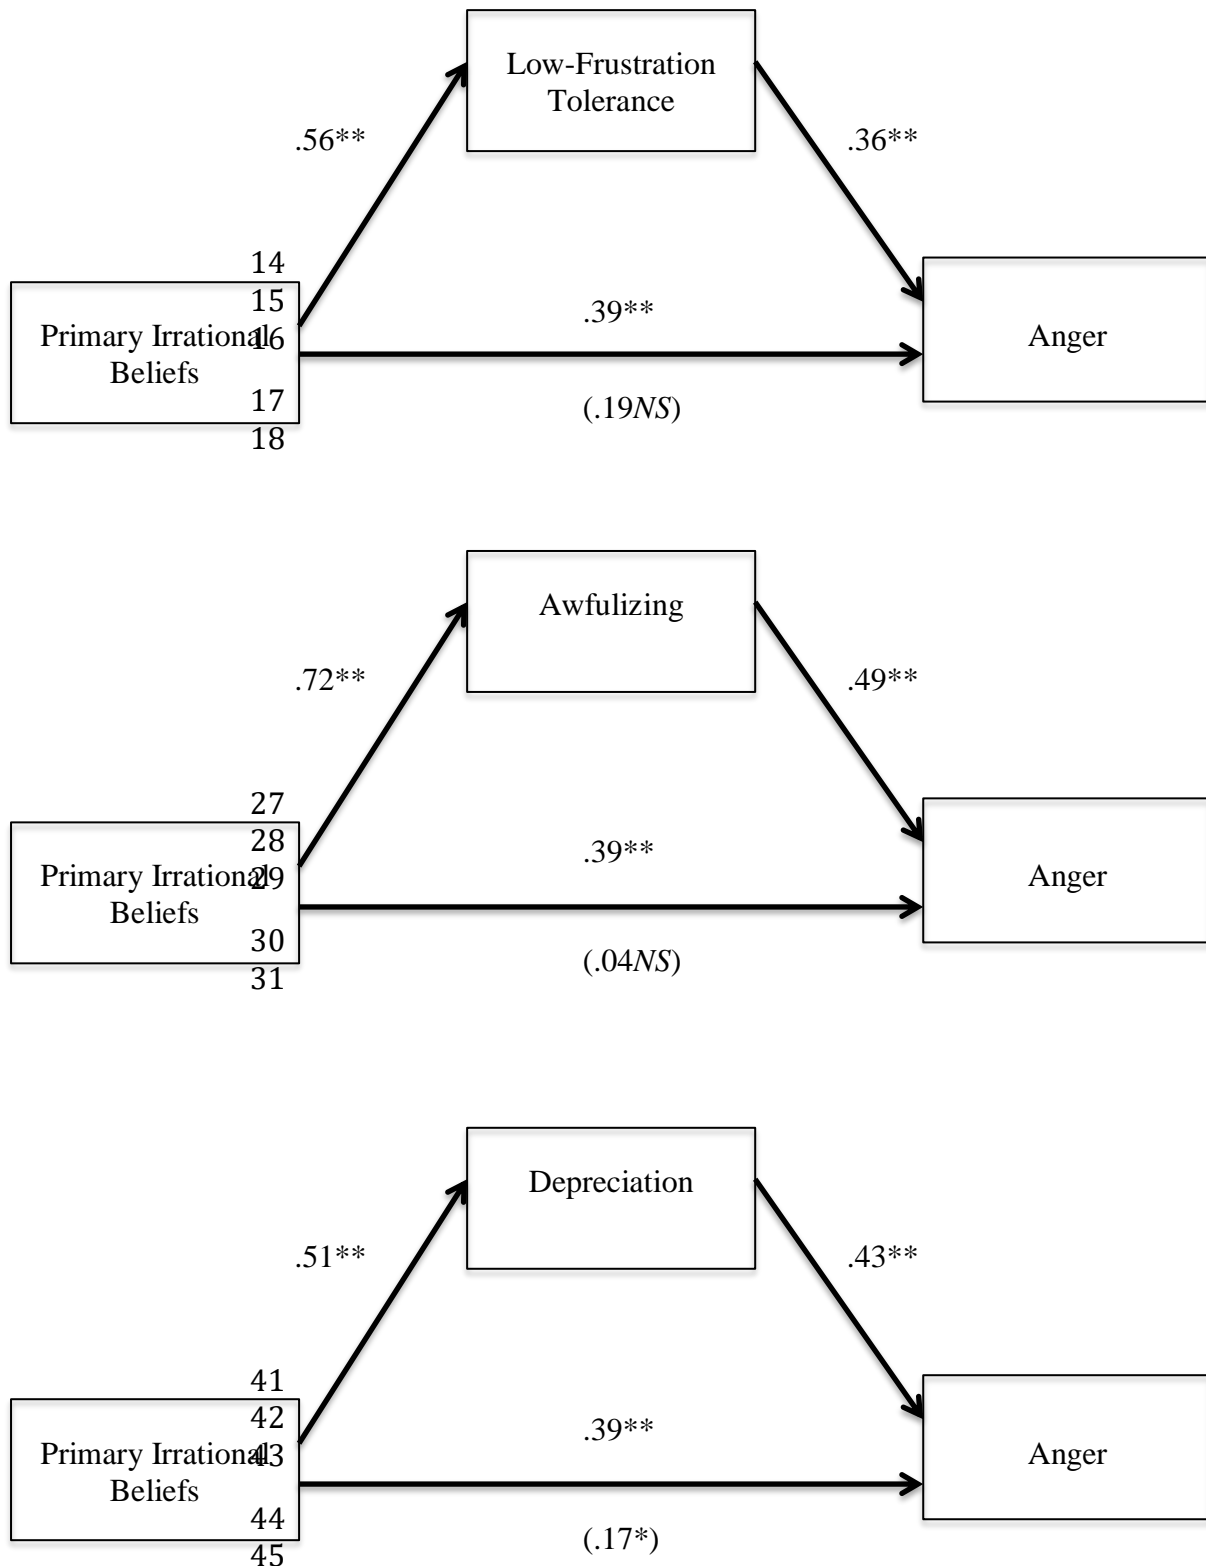 Low-Frustration
Tolerance
.56**
.36**
14
15
.39**
Primary Irrational
16
Anger
Beliefs
17
(.19NS)
18
Awfulizing
.72**
.49**
27
28
.39**
Primary Irrational
29
Anger
Beliefs
30
(.04NS)
31
Depreciation
.51**
.43**
41
42
.39**
Primary Irrational
43
Anger
Beliefs
44
(.17*)
45